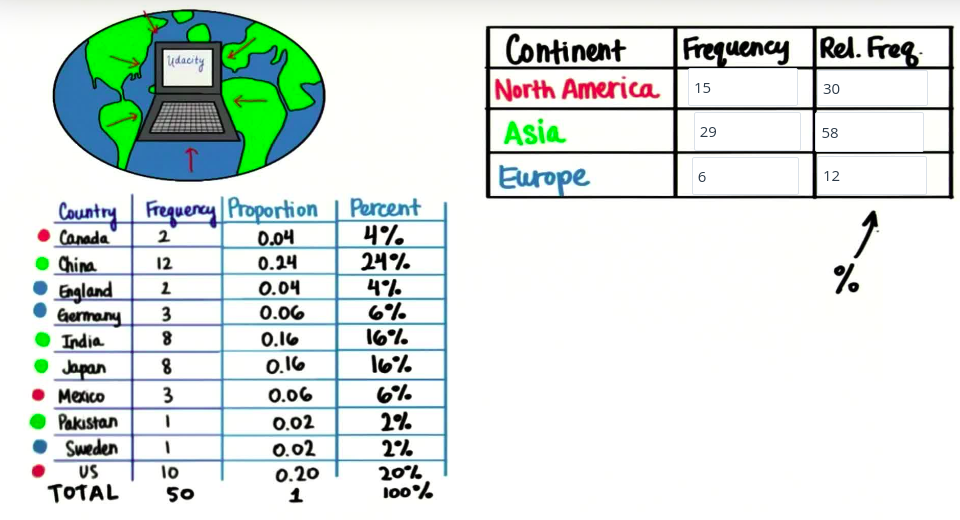 Udacity
Continent Frequency Rel. Freq.
North America 15 30
Asia 29 58
Europe 6 12
%
Country Frequency Proportion Percent
Canada 2 0.04 4%
China 12 0.24 24%
England 2 0.04 4%
Germany 3 0.06 6%
India 8 0.16 16%
Japan 8 0.16 16%
Mexico 3 0.06 6%
Pakistan 1 0.02 2%
Sweden 1 0.02 2%
US 10 0.20 20%
TOTAL 50 1 100%